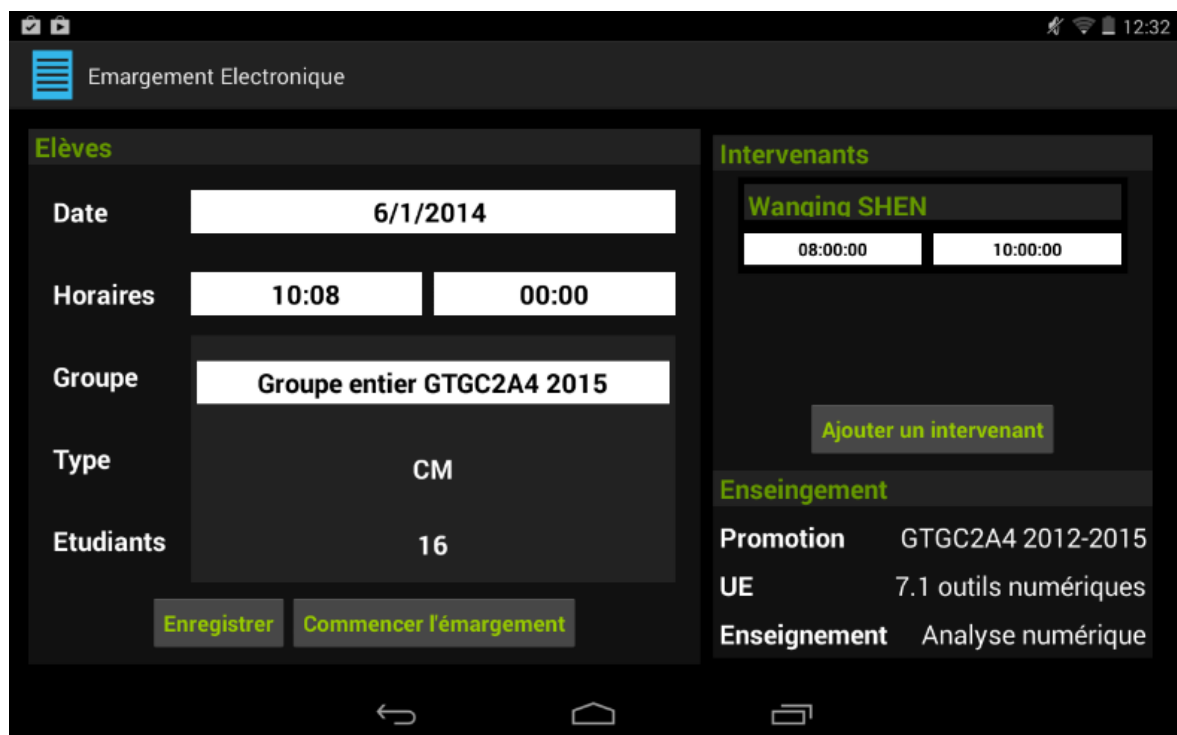 12:32
Emargement Electronique
Elèves
Date
6/1/2014
Horaires
10:08
00:00
Groupe
Groupe entier GTGC2A4 2015
Type
CM
Etudiants
16
Enregistrer
Commencer l'émargement
Intervenants
Wanqing SHEN
08:00:00
10:00:00
Ajouter un intervenant
Enseingement
Promotion
GTGC2A4 2012-2015
UE
7.1 outils numériques
Enseignement
Analyse numérique